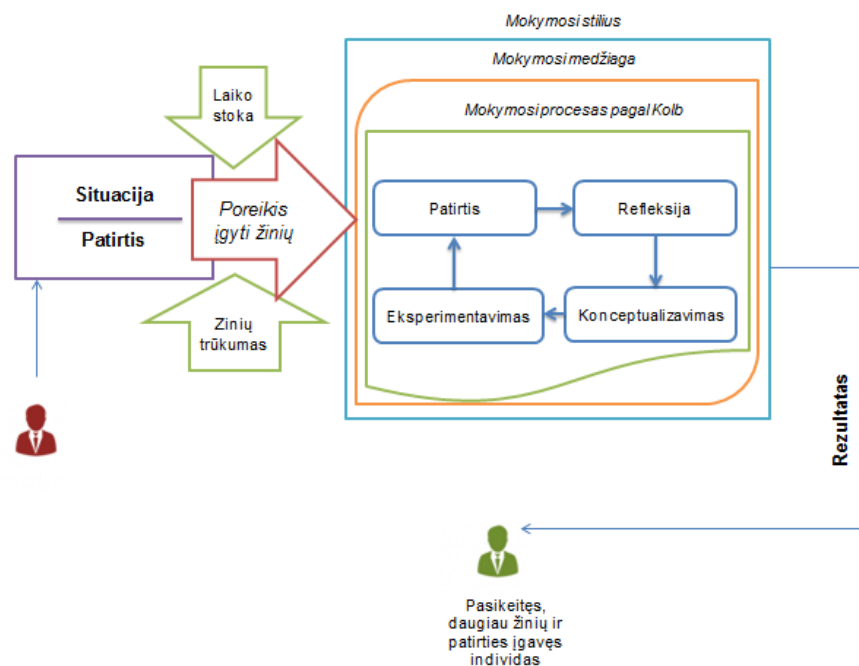 Mokymosi stilius
Mokymosi medžiaga
Mokymosi procesas pagal Kolb
Laiko
stoka
Situacija
Patirtis
Poreikis
įgyti žinių
Zinių
trūkumas
Patirtis
Refleksija
Eksperimentavimas
Konceptualizavimas
Rezultatas
Pasikeitęs,
daugiau žinių ir
patirties įgavęs
individas